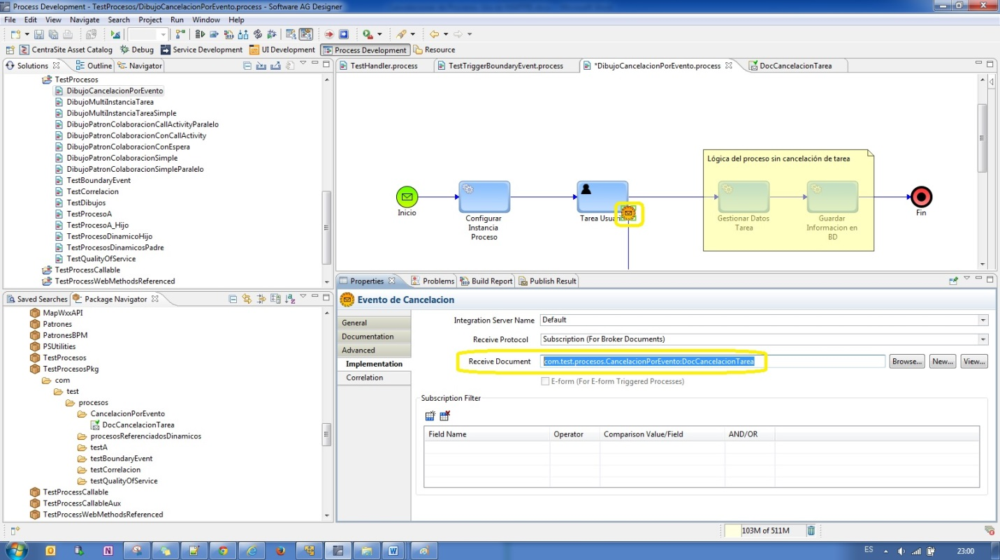 Process Development - TestProcesos/DibujoCancelacionPorEvento.process - Software AG Designer
File Edit View Navigate Search Project Run Window Help
CentraSite Asset Catalog Debug Service Development UI Development Process Development Resource
Solutions Outline Navigator
TestProcesos
DibujoCancelacionPorEvento
DibujoMultiInstanciaTarea
DibujoMultiInstanciaTareaSimple
DibujoPatronColaboracionCallActivityParalelo
DibujoPatronColaboracionConCallActivity
DibujoPatronColaboracionConEspera
DibujoPatronColaboracionSimple
DibujoPatronColaboracionSimpleParalelo
TestBoundaryEvent
TestCorrelacion
TestDibujos
TestProcesoA
TestProcesoA_Hijo
TestProcesoDinamicoHijo
TestProcesosDinamicosPadre
TestQualityOfService
TestProcessCallable
TestProcessWebMethodsReferenced
Saved Searches Package Navigator
MapWxxAPI
Patrones
PatronesBPM
PSUtilities
TestProcesos
TestProcesosPkg
com
test
procesos
CancelacionPorEvento
DocCancelacionTarea
procesosReferenciadosDinamicos
testA
testBoundaryEvent
testCorrelacion
testQualityOfService
TestProcessCallable
TestProcessCallableAux
TestProcessWebMethodsReferenced
TestHandler.process TestTriggerBoundaryEvent.process *DibujoCancelacionPorEvento.process DocCancelacionTarea
Lógica del proceso sin cancelación de tarea
Inicio
Configurar
Instancia
Proceso
Gestionar Datos
Tarea
Guardar
Informacion en
BD
Fin
Properties Problems Build Report Publish Result
Evento de Cancelacion
General
Documentation
Advanced
Implementation
Correlation
Integration Server Name Default
Receive Protocol Subscription (For Broker Documents)
Receive Document com.test.procesos.CancelacionPorEvento:DocCancelacionTarea Browse... New... View...
E-form (For E-form Triggered Processes)
Subscription Filter
Field Name Operator Comparison Value/Field AND/OR
103M of 511M
ES 23:00